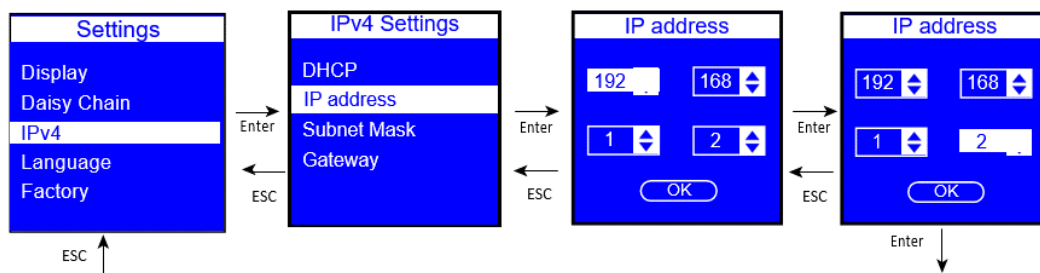 Settings
Display
Daisy Chain
IPv4
Language
Factory
Enter
ESC
IPv4 Settings
DHCP
IP address
Subnet Mask
Gateway
Enter
ESC
IP address
192 168
1 2
OK
Enter
ESC
IP address
192 168
1 2
OK
ESC
Enter